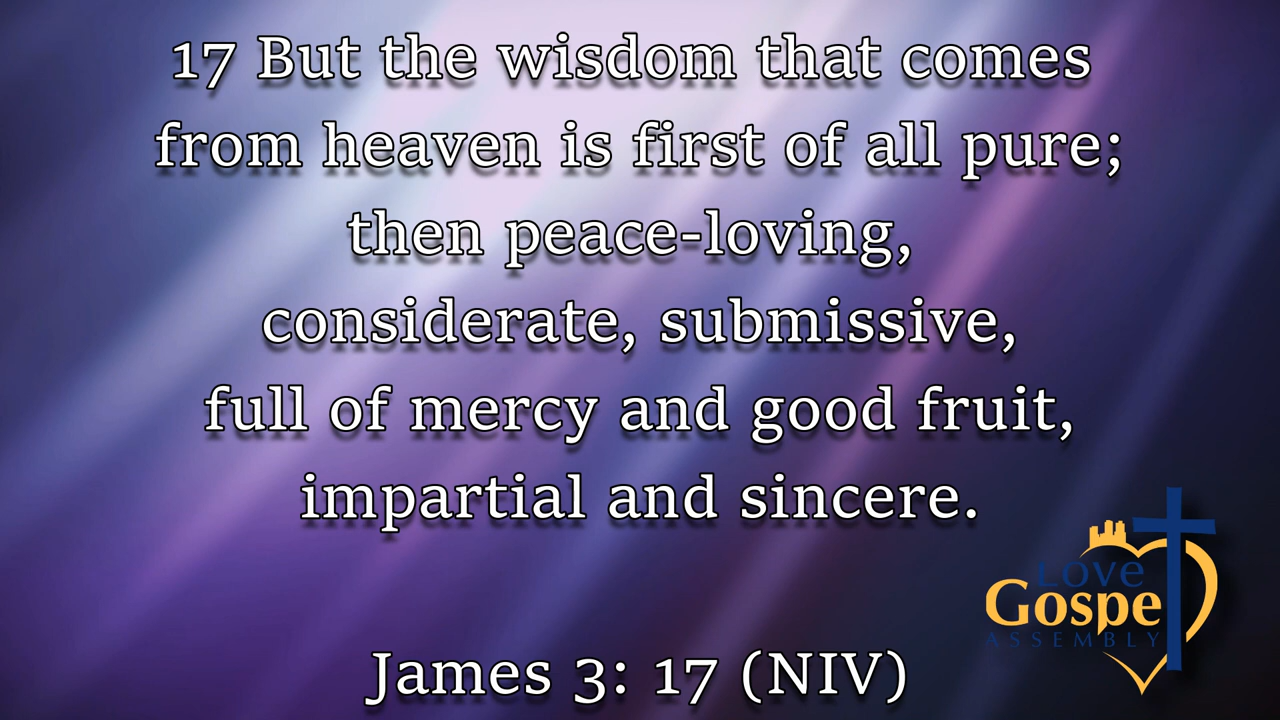 17 But the wisdom that comes
from heaven is first of all pure;
then peace-loving,
considerate, submissive,
full of mercy and good fruit,
impartial and sincere.
LOVE
Gospel
ASSEMBLY
James 3: 17 (NIV)